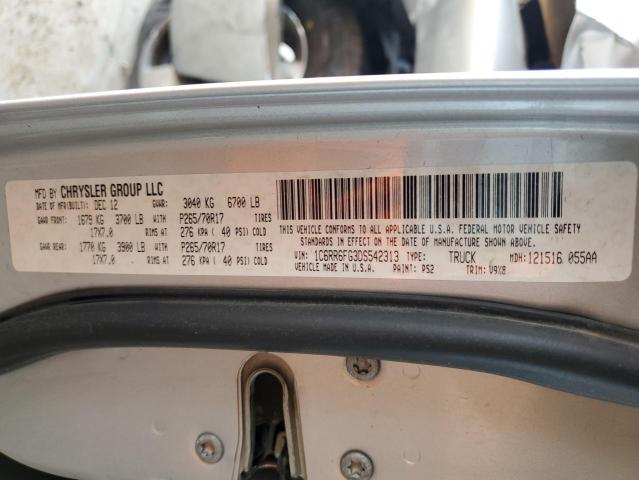 MFD BY CHRYSLER GROUP LLC
DATE OF MFR(BUILT): DEC 12 GVWR: 3040 KG 6700 LB
GAWR FRONT: 1679 KG 3700 LB WITH P265/70R17 TIRES
17X7.0 RIMS AT 276 KPA ( 40 PSI) COLD
GAWR REAR: 1770 KG 3900 LB WITH P265/70R17 TIRES
17X7.0 RIMS AT 276 KPA ( 40 PSI) COLD
THIS VEHICLE CONFORMS TO ALL APPLICABLE U.S.A. FEDERAL MOTOR VEHICLE SAFETY
STANDARDS IN EFFECT ON THE DATE OF MANUFACTURE SHOWN ABOVE.
VIN: 1C6RR6FG3DS542313 TYPE: TRUCK MDH: 121516 055AA
VEHICLE MADE IN U.S.A. PAINT: PS2 TRIM: V9X8